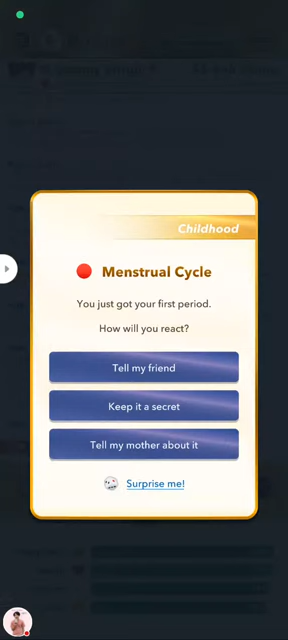 Childhood
Menstrual Cycle
You just got your first period.
How will you react?
Tell my friend
Keep it a secret
Tell my mother about it
Surprise me!